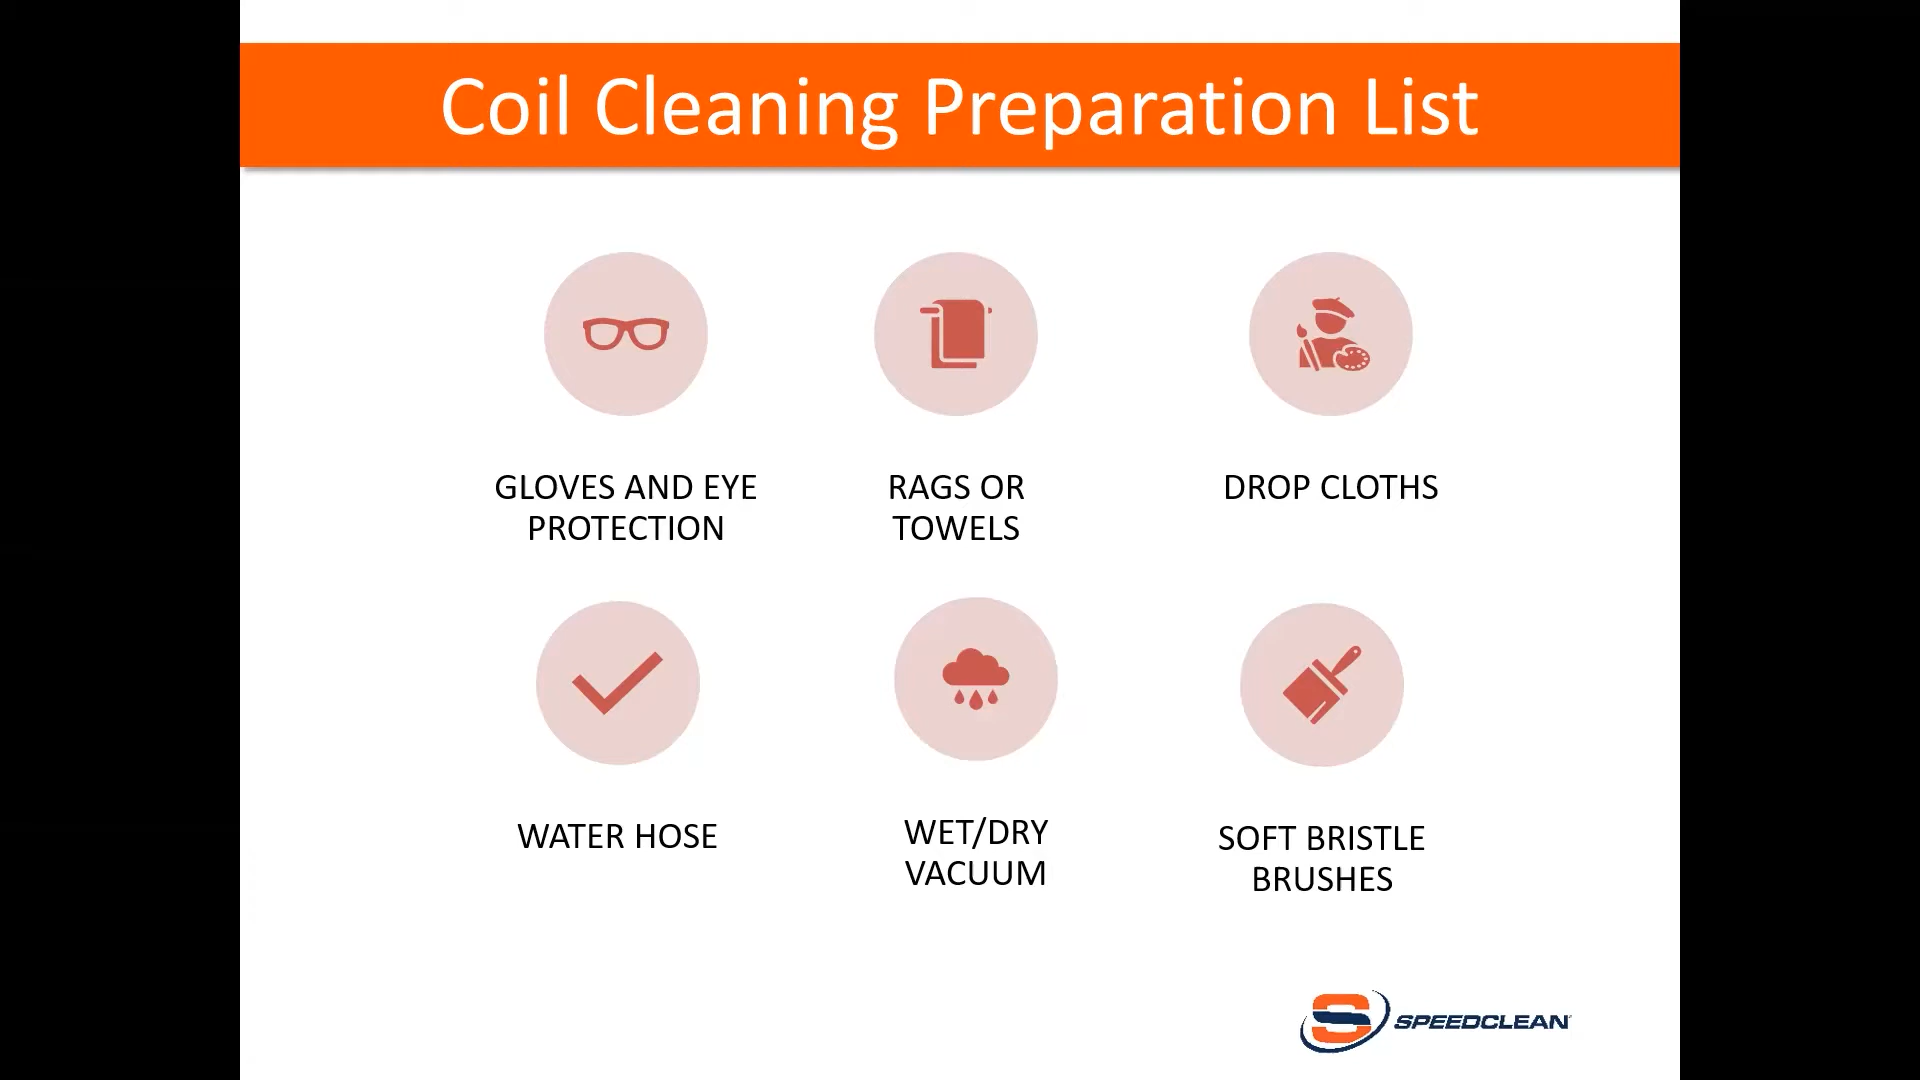 Coil Cleaning Preparation List
GLOVES AND EYE
PROTECTION
RAGS OR
TOWELS
DROP CLOTHS
WATER HOSE
WET/DRY
VACUUM
SOFT BRISTLE
BRUSHES
SPEEDCLEAN